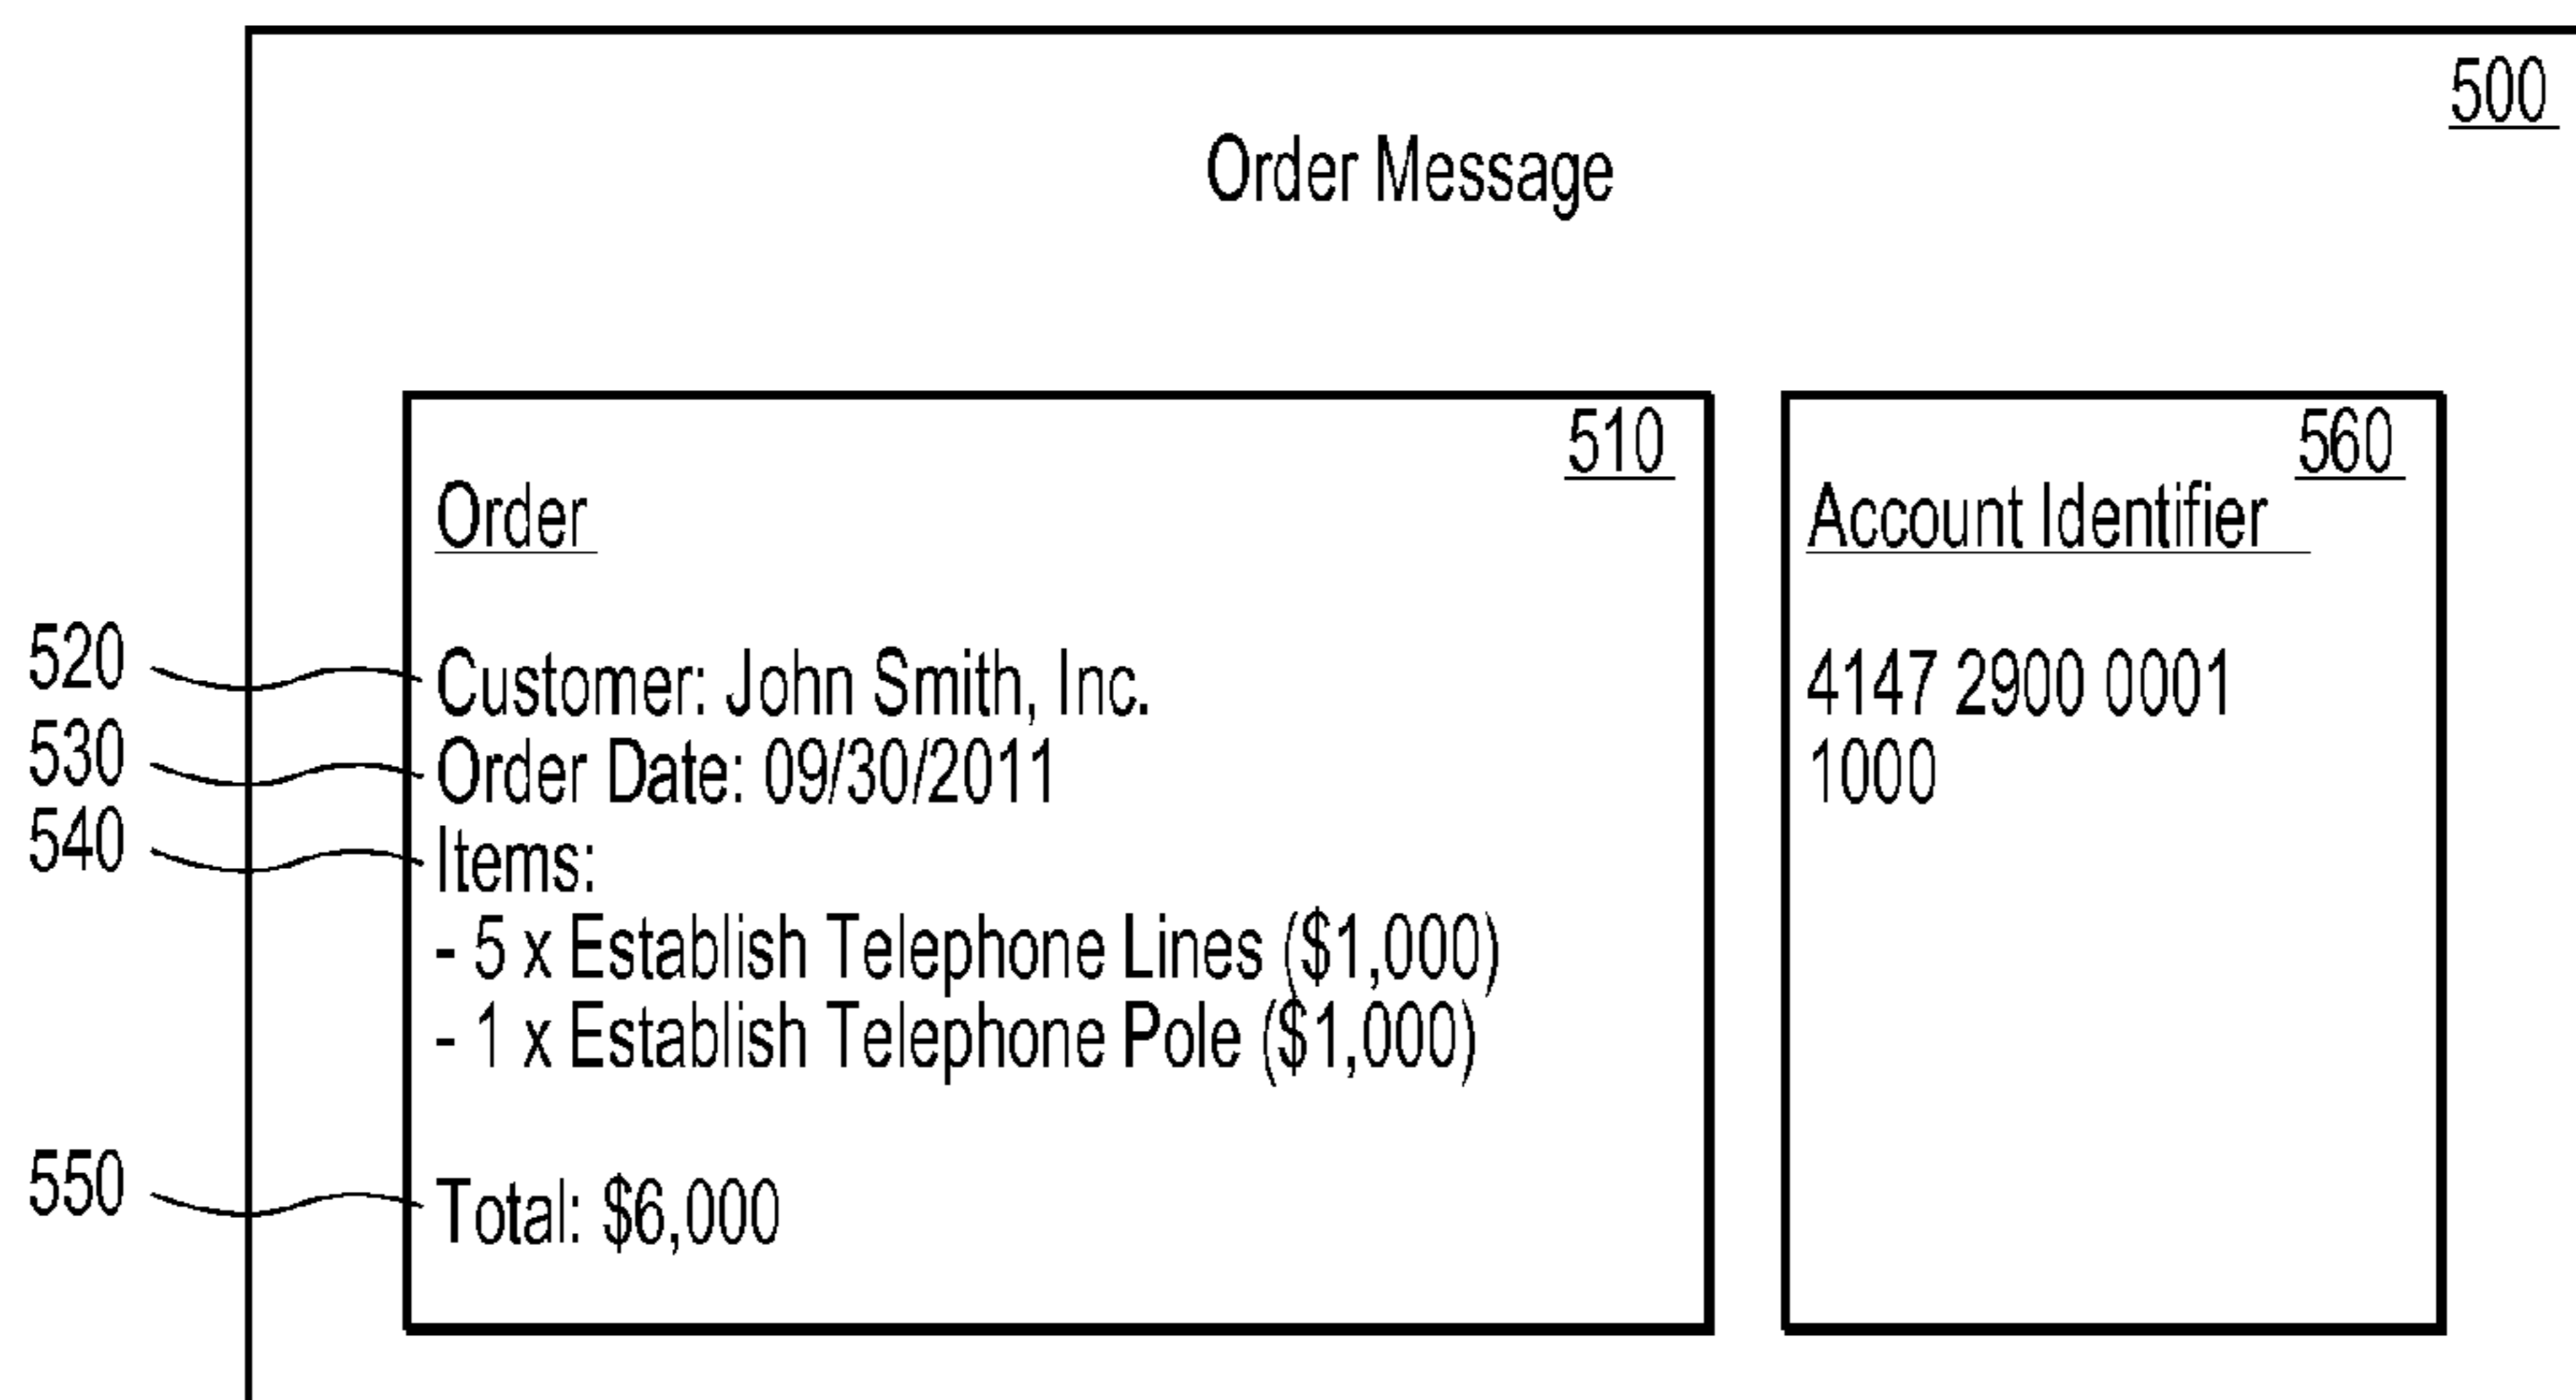 500
Order Message
510
Order
520 Customer: John Smith, Inc.
530 Order Date: 09/30/2011
540 Items:
- 5 x Establish Telephone Lines ($1,000)
- 1 x Establish Telephone Pole ($1,000)
550 Total: $6,000
560
Account Identifier
4147 2900 0001
1000